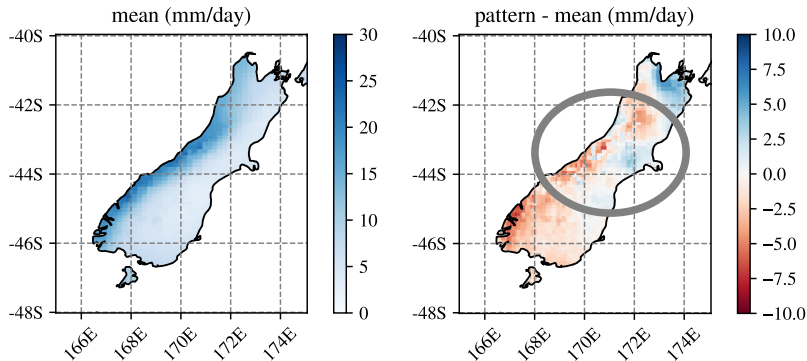 mean (mm/day)
-40S
-42S
-44S
-46S
-48S
166E
168E
170E
172E
174E
30
25
20
15
10
5
0
pattern - mean (mm/day)
-40S
-42S
-44S
-46S
-48S
166E
168E
170E
172E
174E
10.0
7.5
5.0
2.5
0.0
−2.5
−5.0
−7.5
−10.0